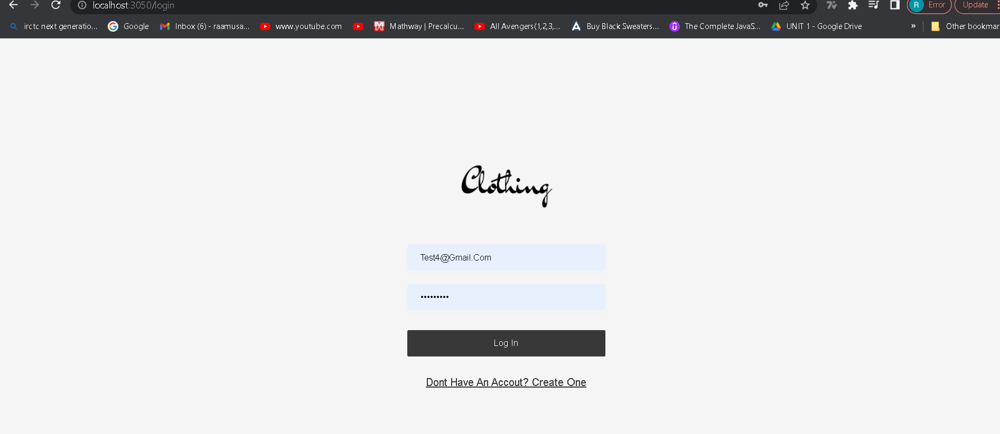 localhost:3050/login
R Error Update
irctc next generatio... Google Inbox (6) - raamusa... www.youtube.com Mathway | Precalcu... All Avengers(1,2,3,... Buy Black Sweaters... The Complete JavaS... UNIT 1 - Google Drive » Other bookmar
Clothing
Test4@Gmail.Com
•••••••••
Log In
Dont Have An Accout? Create One